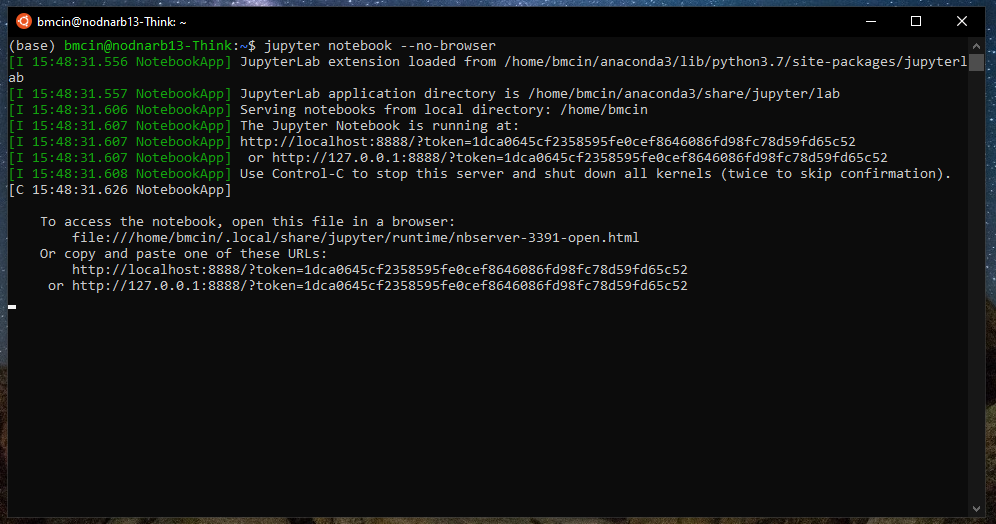 bmcin@nodnarb13-Think: ~
(base) bmcin@nodnarb13-Think:~$ jupyter notebook --no-browser
[I 15:48:31.556 NotebookApp] JupyterLab extension loaded from /home/bmcin/anaconda3/lib/python3.7/site-packages/jupyterl
ab
[I 15:48:31.557 NotebookApp] JupyterLab application directory is /home/bmcin/anaconda3/share/jupyter/lab
[I 15:48:31.606 NotebookApp] Serving notebooks from local directory: /home/bmcin
[I 15:48:31.607 NotebookApp] The Jupyter Notebook is running at:
[I 15:48:31.607 NotebookApp] http://localhost:8888/?token=1dca0645cf2358595fe0cef8646086fd98fc78d59fd65c52
[I 15:48:31.607 NotebookApp]  or http://127.0.0.1:8888/?token=1dca0645cf2358595fe0cef8646086fd98fc78d59fd65c52
[I 15:48:31.608 NotebookApp] Use Control-C to stop this server and shut down all kernels (twice to skip confirmation).
[C 15:48:31.626 NotebookApp]
    To access the notebook, open this file in a browser:
        file:///home/bmcin/.local/share/jupyter/runtime/nbserver-3391-open.html
    Or copy and paste one of these URLs:
        http://localhost:8888/?token=1dca0645cf2358595fe0cef8646086fd98fc78d59fd65c52
     or http://127.0.0.1:8888/?token=1dca0645cf2358595fe0cef8646086fd98fc78d59fd65c52